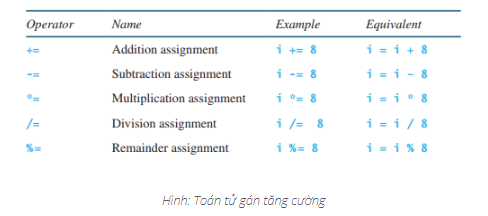 Operator Name Example Equivalent
+= Addition assignment i += 8 i = i + 8
-= Subtraction assignment i -= 8 i = i - 8
*= Multiplication assignment i *= 8 i = i * 8
/= Division assignment i /= 8 i = i / 8
%= Remainder assignment i %= 8 i = i % 8
Hình: Toán tử gán tăng cường